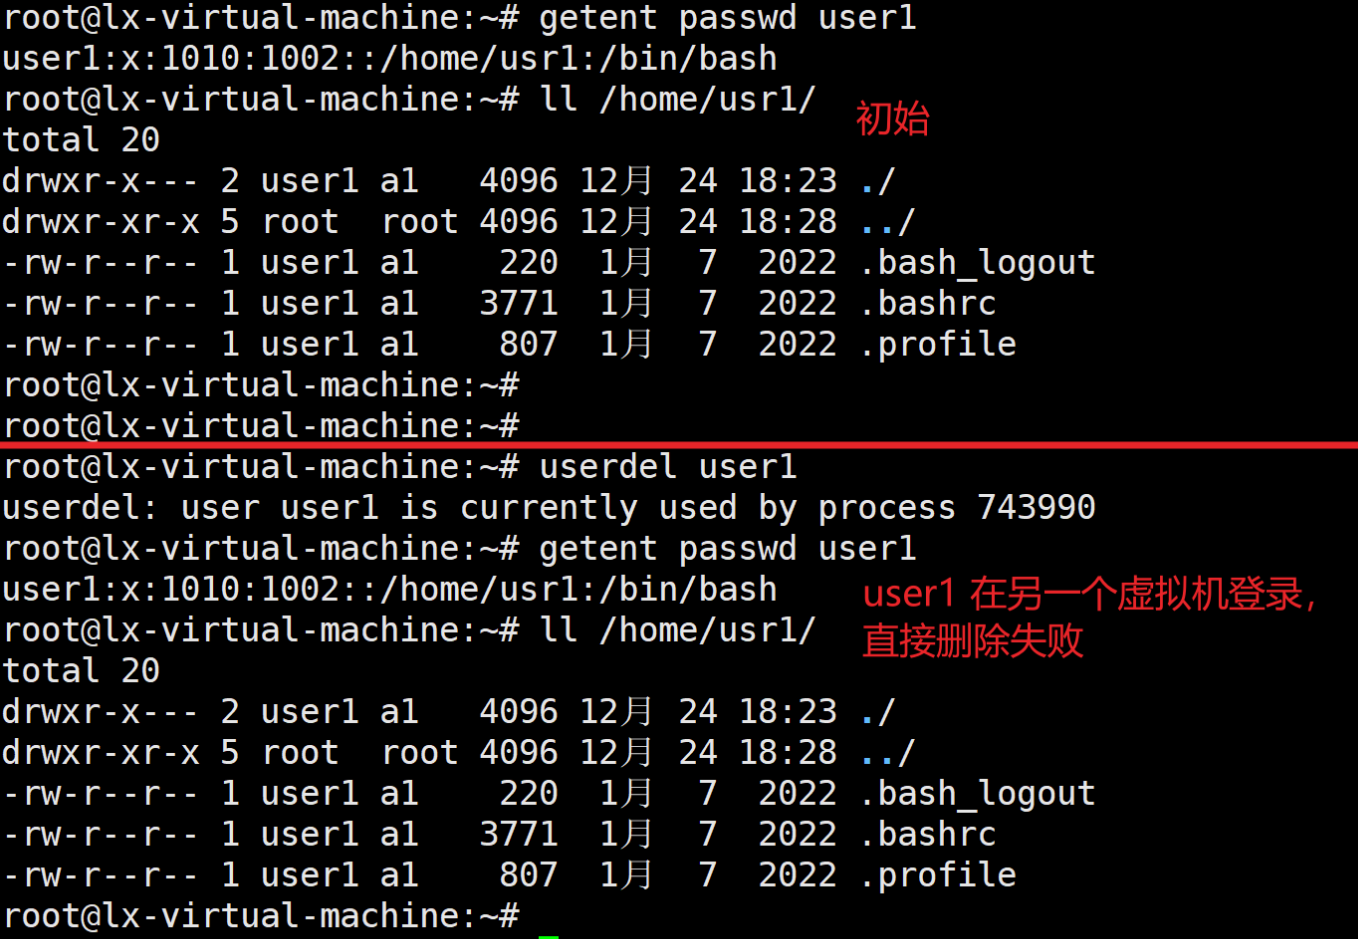 root@lx-virtual-machine:~# getent passwd user1
user1:x:1010:1002::/home/usr1:/bin/bash
root@lx-virtual-machine:~# ll /home/usr1/
初始
total 20
drwxr-x--- 2 user1 a1   4096 12月 24 18:23 ./
drwxr-xr-x 5 root  root 4096 12月 24 18:28 ../
-rw-r--r-- 1 user1 a1    220  1月  7  2022 .bash_logout
-rw-r--r-- 1 user1 a1   3771  1月  7  2022 .bashrc
-rw-r--r-- 1 user1 a1    807  1月  7  2022 .profile
root@lx-virtual-machine:~#
root@lx-virtual-machine:~#
root@lx-virtual-machine:~# userdel user1
userdel: user user1 is currently used by process 743990
root@lx-virtual-machine:~# getent passwd user1
user1:x:1010:1002::/home/usr1:/bin/bash
user1 在另一个虚拟机登录，
直接删除失败
root@lx-virtual-machine:~# ll /home/usr1/
total 20
drwxr-x--- 2 user1 a1   4096 12月 24 18:23 ./
drwxr-xr-x 5 root  root 4096 12月 24 18:28 ../
-rw-r--r-- 1 user1 a1    220  1月  7  2022 .bash_logout
-rw-r--r-- 1 user1 a1   3771  1月  7  2022 .bashrc
-rw-r--r-- 1 user1 a1    807  1月  7  2022 .profile
root@lx-virtual-machine:~#